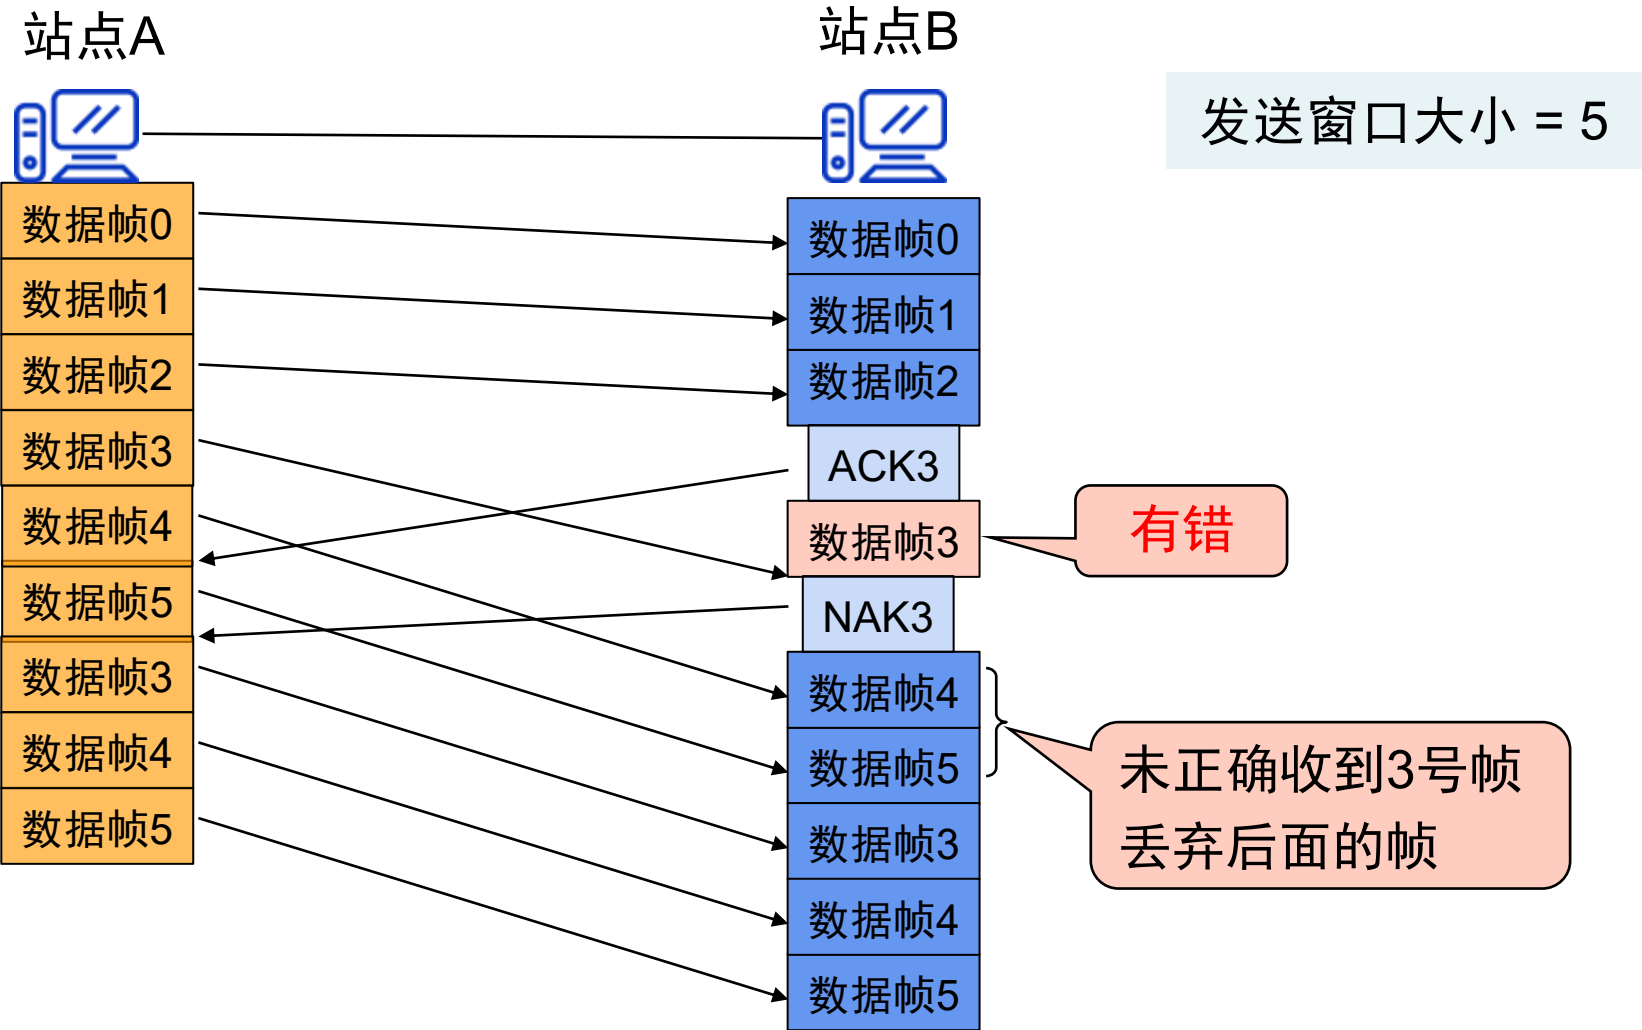 站点A
站点B
发送窗口大小 = 5
数据帧0
数据帧1
数据帧2
数据帧3
数据帧4
数据帧5
数据帧3
数据帧4
数据帧5
数据帧0
数据帧1
数据帧2
ACK3
数据帧3
NAK3
数据帧4
数据帧5
数据帧3
数据帧4
数据帧5
有错
未正确收到3号帧
丢弃后面的帧